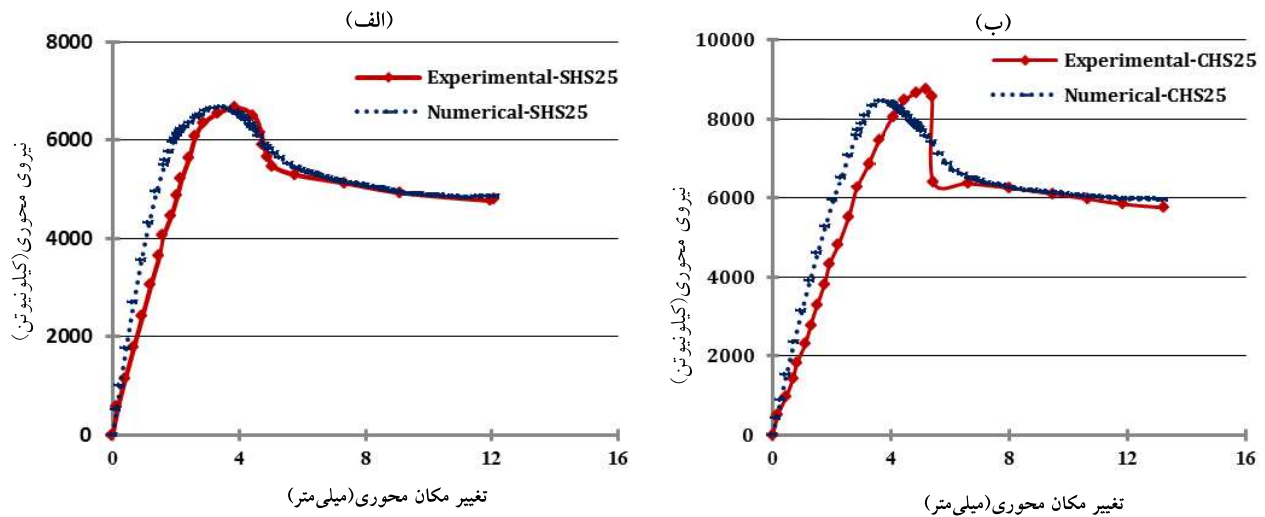 (الف)
8000
6000
4000
2000
0
0 4 8 12 16
Experimental-SHS25
Numerical-SHS25
نیروی محوری(کیلونیوتن)
تغییر مکان محوری(میلی‌متر)
(ب)
10000
8000
6000
4000
2000
0
0 4 8 12 16
Experimental-CHS25
Numerical-CHS25
نیروی محوری(کیلونیوتن)
تغییر مکان محوری(میلی‌متر)